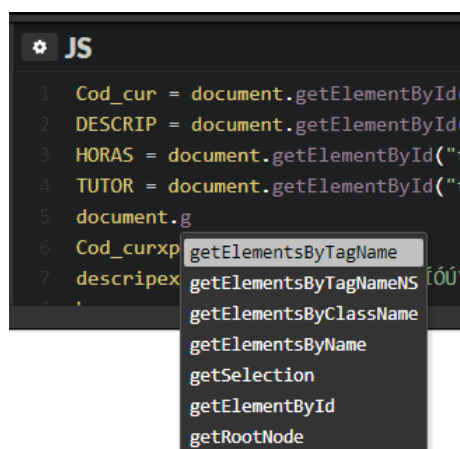 JS
1 Cod_cur = document.getElementById(
2 DESCRIP = document.getElementById(
3 HORAS = document.getElementById("
4 TUTOR = document.getElementById("
5 document.g
6 Cod_curxp
7 descripex ÍÓÚ
getElementsByTagName
getElementsByTagNameNS
getElementsByClassName
getElementsByName
getSelection
getElementById
getRootNode